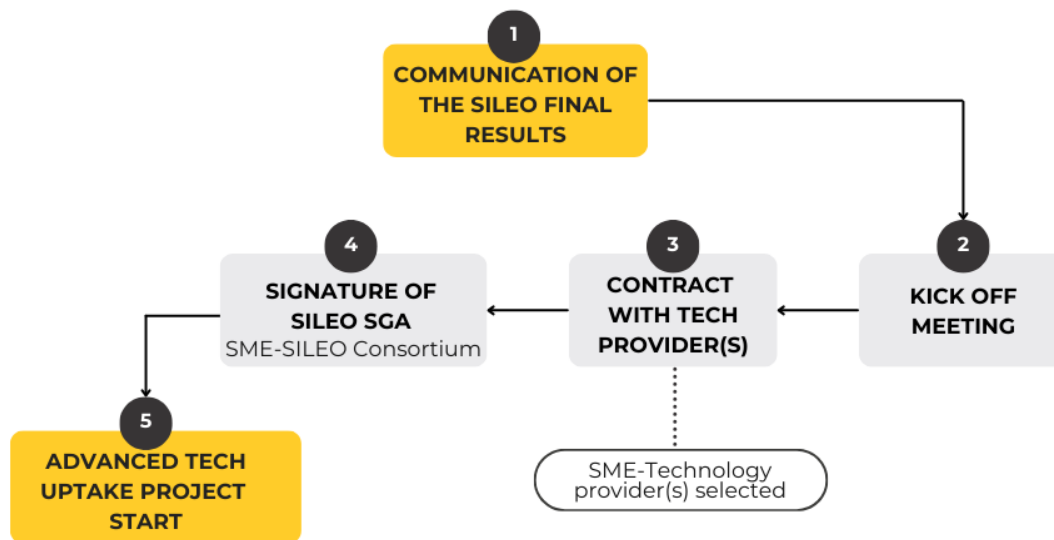 1
COMMUNICATION OF
THE SILEO FINAL
RESULTS
2
KICK OFF
MEETING
3
CONTRACT
WITH TECH
PROVIDER(S)
SME-Technology
provider(s) selected
4
SIGNATURE OF
SILEO SGA
SME-SILEO Consortium
5
ADVANCED TECH
UPTAKE PROJECT
START